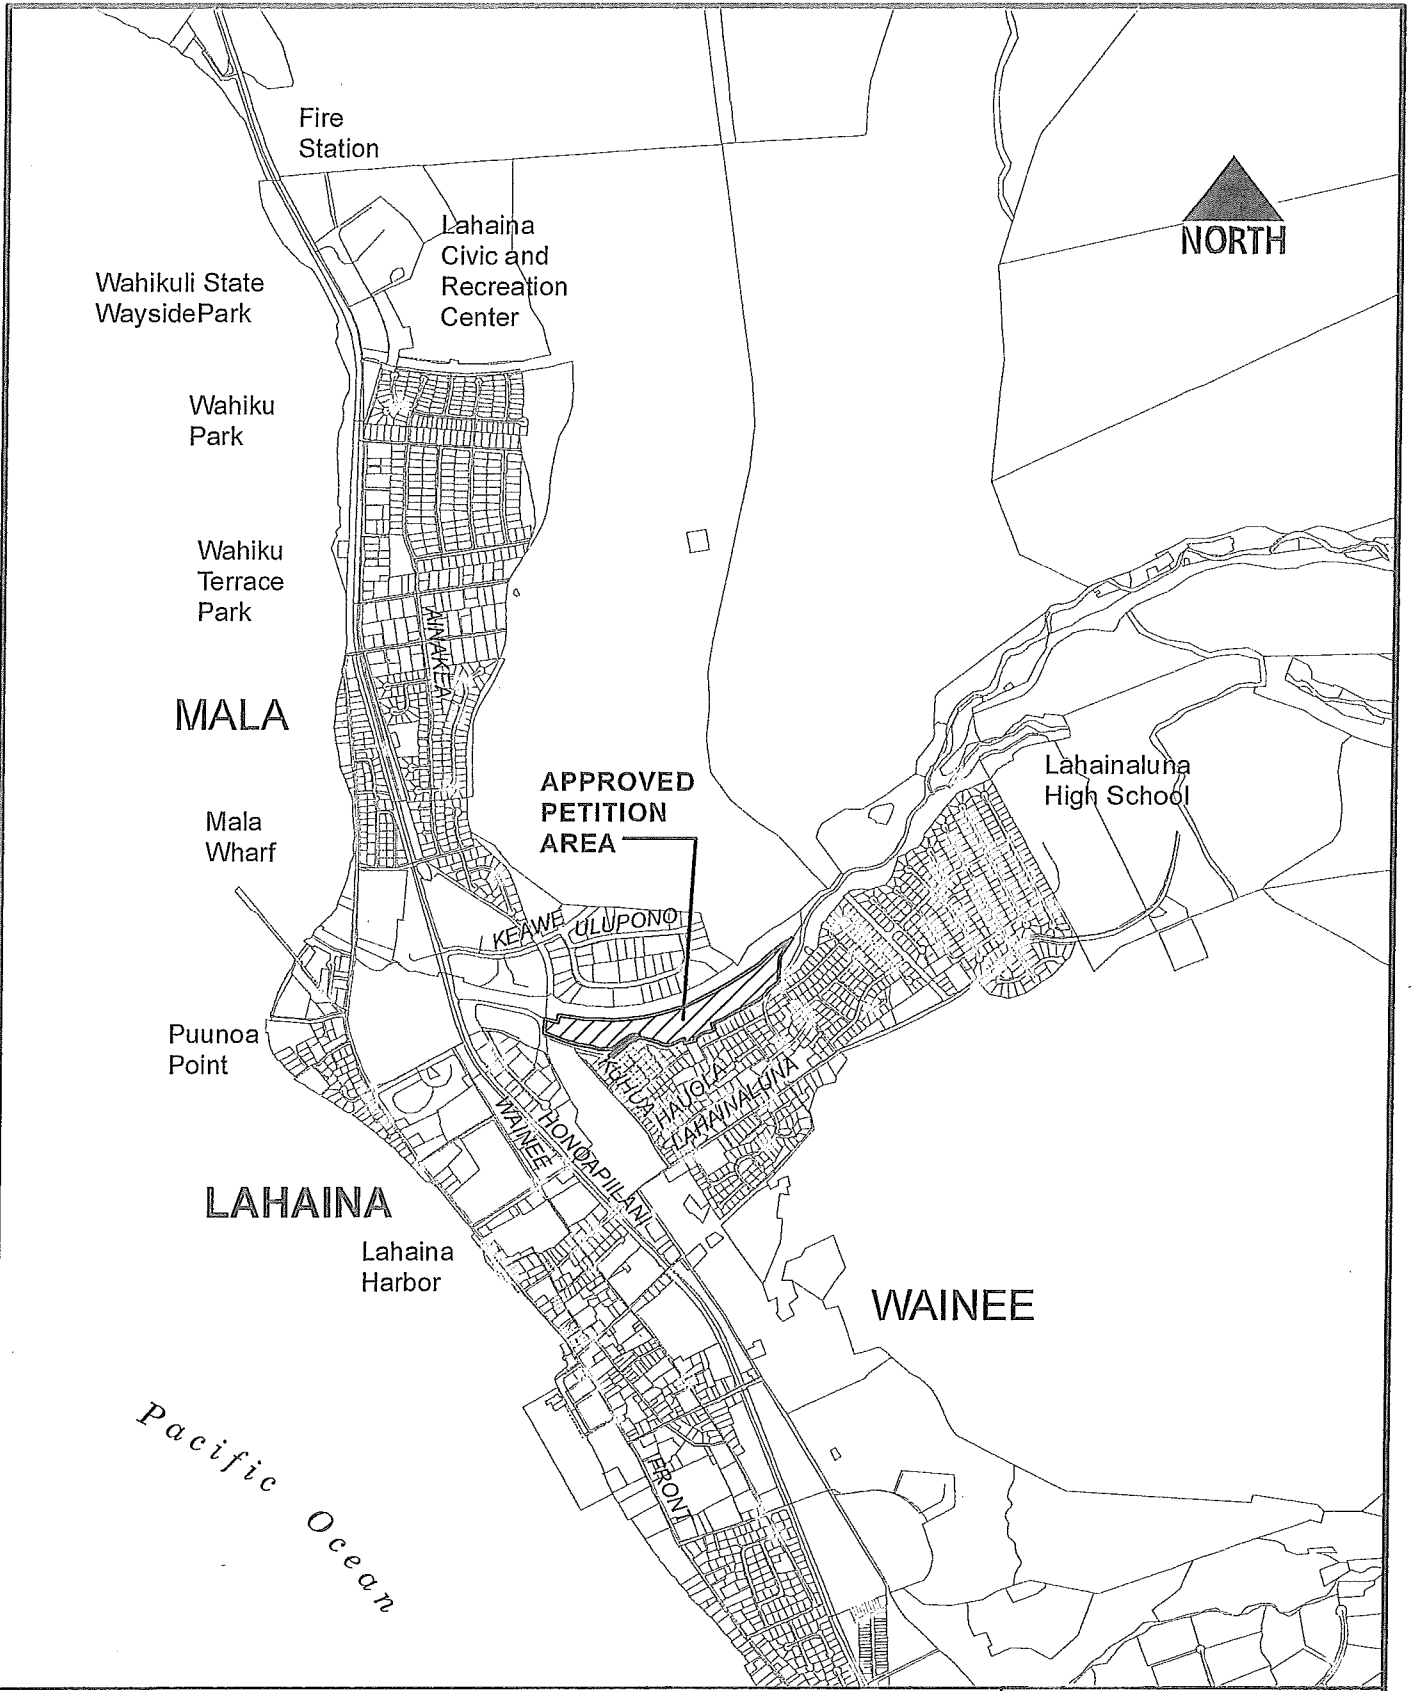 Fire
Station
Lahaina
Civic and
Recreation
Center
NORTH
Wahikuli State
WaysidePark
Wahiku
Park
Wahiku
Terrace
Park
AINAKEA
MALA
APPROVED
PETITION
AREA
Lahainaluna
High School
Mala
Wharf
KEAWE
ULUPONO
Puunoa
Point
KUHUA
HAUOLA
LAHAINALUNA
WAINEE
HONOAPIILANI
LAHAINA
Lahaina
Harbor
WAINEE
FRONT
Pacific Ocean